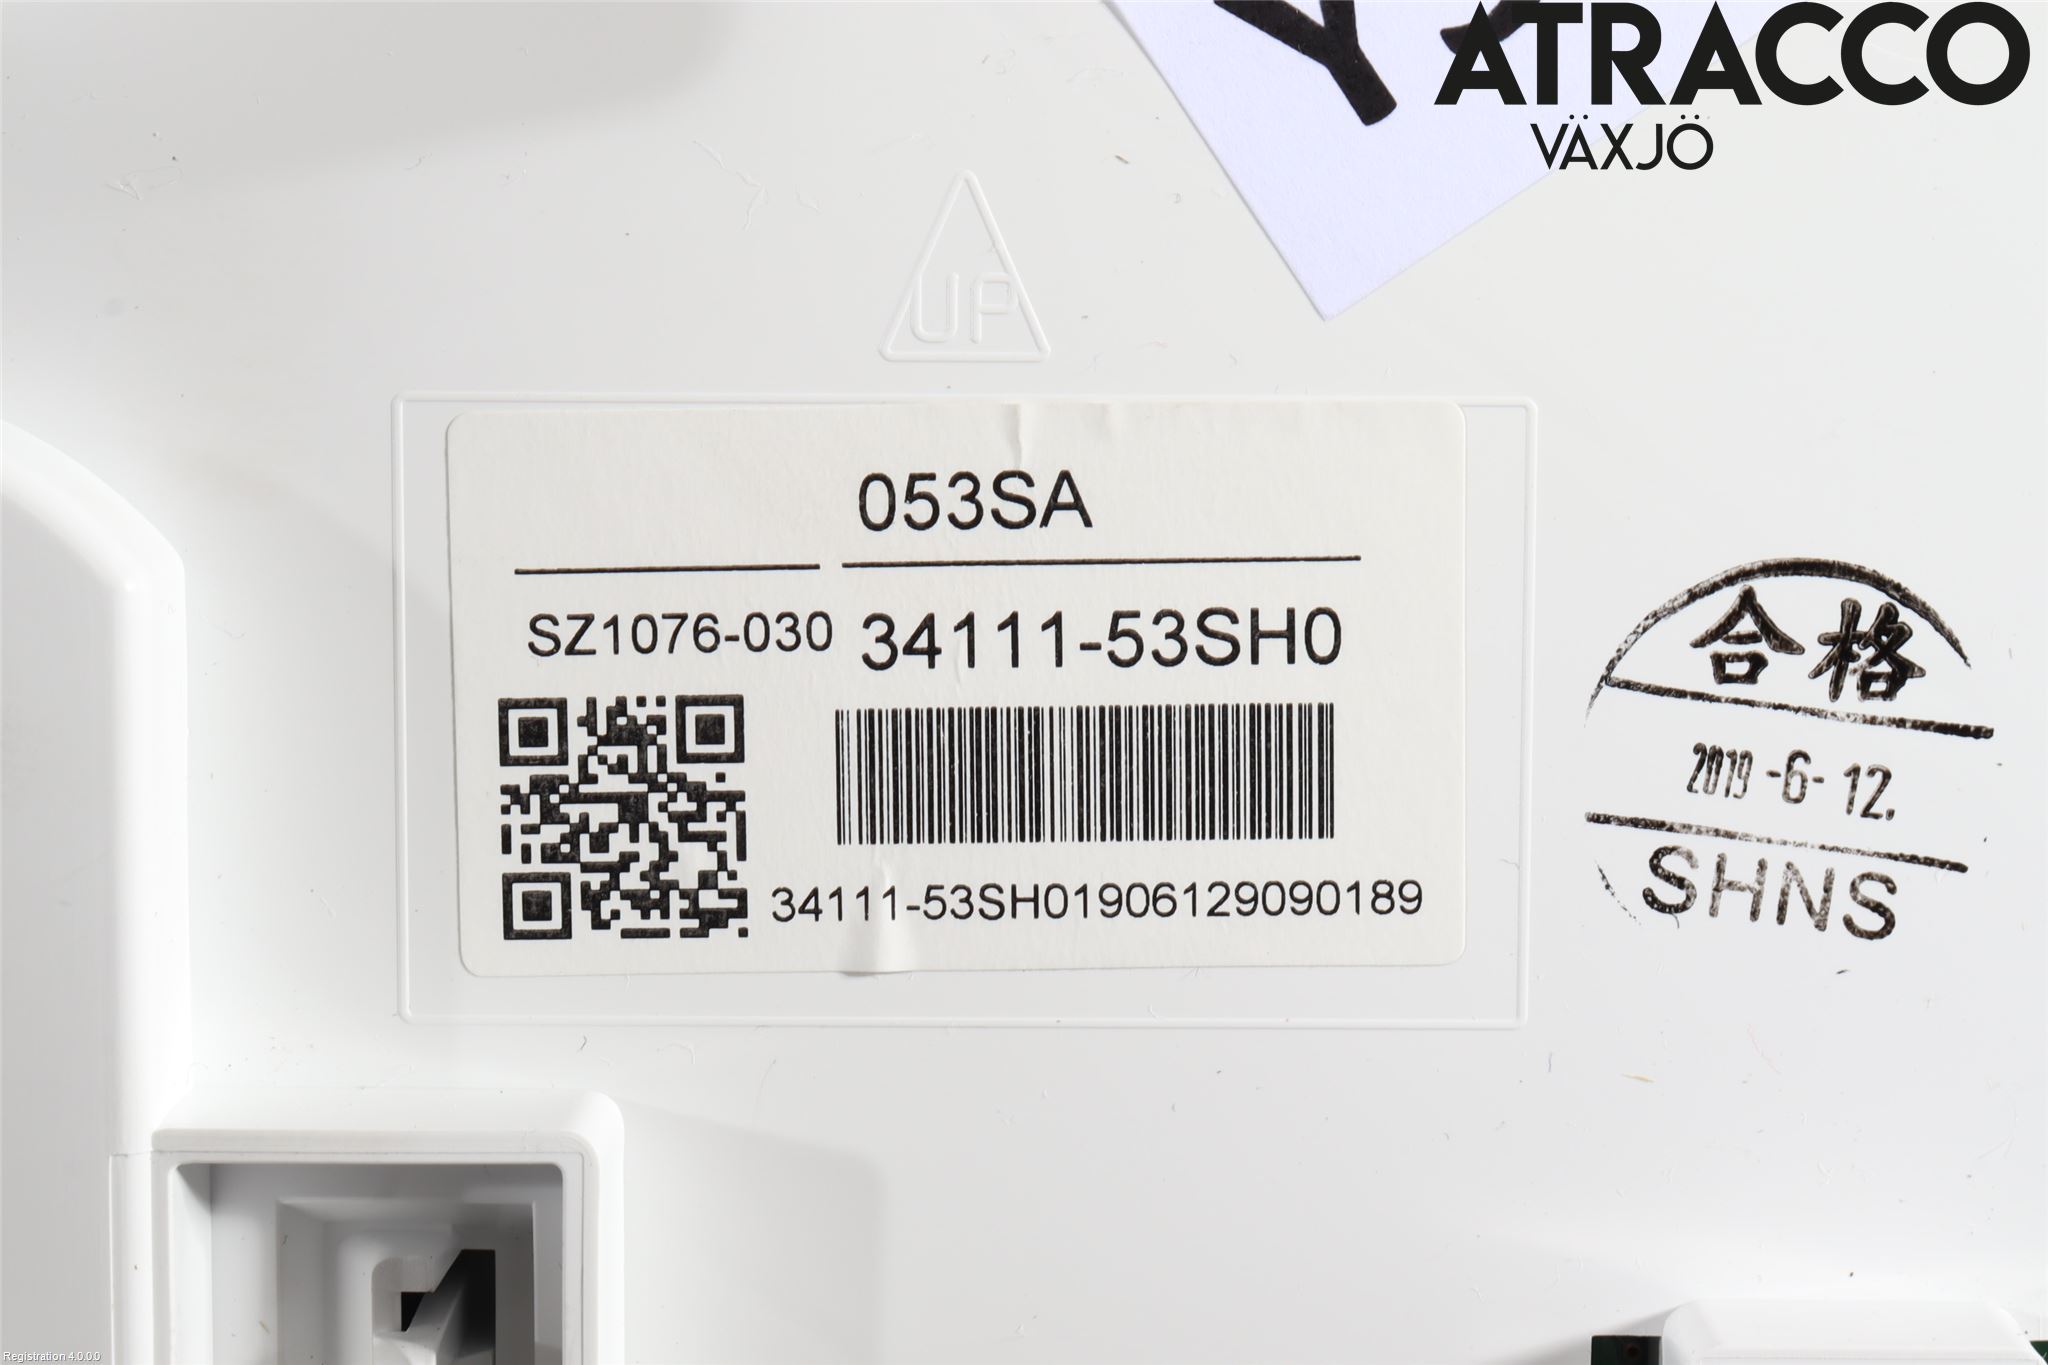 ATRACCO
VÄXJÖ
UP
053SA
SZ1076-030 34111-53SH0
34111-53SH01906129090189
合格
2019-6-12.
SHNS
Registration 4.0.0.0